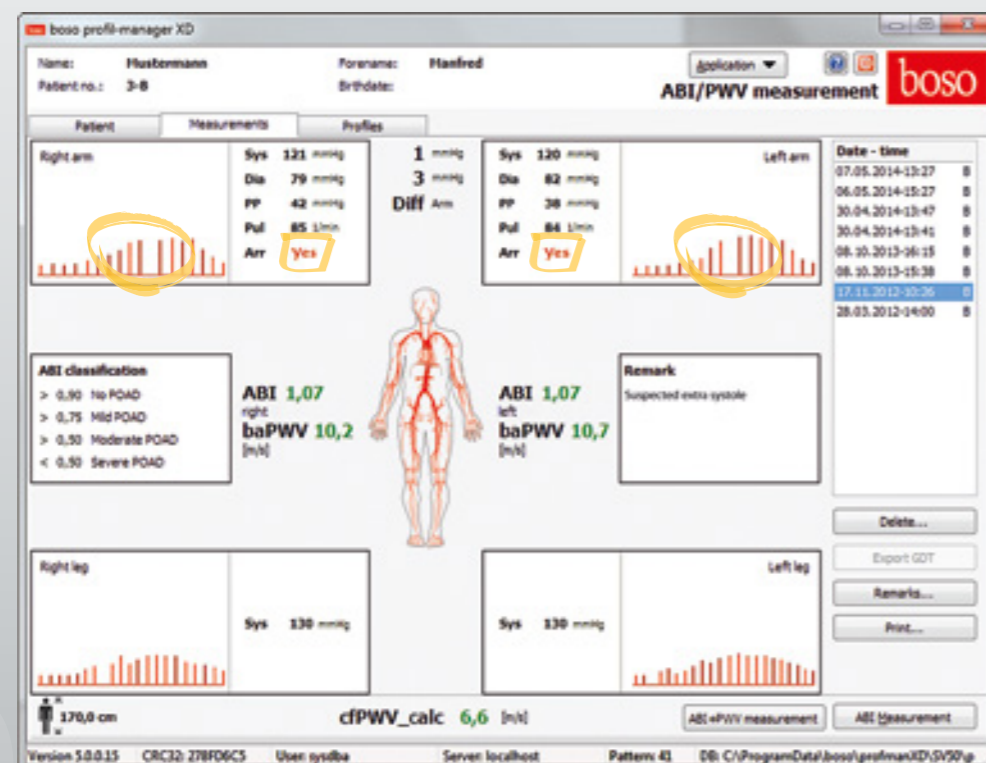 boso profil-manager XD
Name: Mustermann Forename: Manfred Application
Patient no.: 3-8 Birthdate:
ABI/PWV measurement boso
Patient Measurements Profiles
Right arm
Sys 121 mmHg
Dia 79 mmHg
PP 42 mmHg
Pul 85 1/min
Arr Yes
1 mmHg
3 mmHg
Diff Arm
Sys 120 mmHg
Dia 82 mmHg
PP 38 mmHg
Pul 84 1/min
Arr Yes
Left arm
Date - time
07.05.2014-13:27 B
06.05.2014-15:27 B
30.04.2014-13:47 B
30.04.2014-13:41 B
08.10.2013-16:15 B
08.10.2013-15:38 B
17.11.2012-10:26 B
28.03.2012-14:00 B
ABI classification
> 0,90 No POAD
> 0,75 Mild POAD
> 0,50 Moderate POAD
< 0,50 Severe POAD
ABI 1,07
right
baPWV 10,2
[m/s]
ABI 1,07
left
baPWV 10,7
[m/s]
Remark
Suspected extra systole
Delete...
Export GDT
Remarks...
Print...
Right leg
Sys 130 mmHg
Sys 130 mmHg
Left leg
170,0 cm
cfPWV_calc 6,6 [m/s]
ABI+PWV measurement
ABI Measurement
Version 5.0.0.15 CRC32: 278FD6C5 User: sysdba Server: localhost Pattern: 41 DB: C:\ProgramData\boso\profmanXD\SV50\p